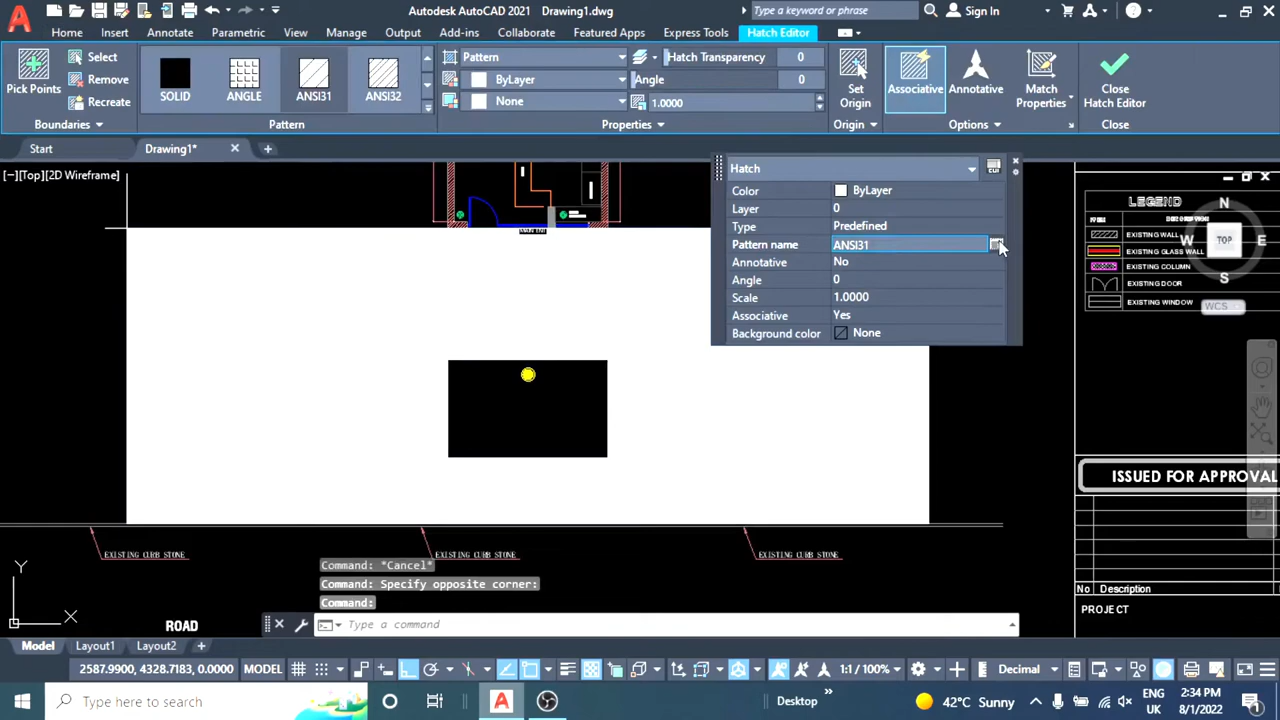 Autodesk AutoCAD 2021 Drawing1.dwg
Type a keyword or phrase
Sign In
Home Insert Annotate Parametric View Manage Output Add-ins Collaborate Featured Apps Express Tools Hatch Editor
Pick Points
Select
Remove
Recreate
Boundaries
SOLID
ANGLE
ANSI31
ANSI32
Pattern
Pattern
ByLayer
None
Hatch Transparency 0
Angle 0
1.0000
Properties
Set
Origin
Origin
Associative
Annotative
Match
Properties
Options
Close
Hatch Editor
Close
Start
Drawing1*
[−][Top][2D Wireframe]
Hatch
Color ByLayer
Layer 0
Type Predefined
Pattern name ANSI31
Annotative No
Angle 0
Scale 1.0000
Associative Yes
Background color None
CUI
LEGEND
EXISTING WALL
EXISTING GLASS WALL
EXISTING COLUMN
EXISTING DOOR
EXISTING WINDOW
N
W
TOP
E
S
WCS
ISSUED FOR APPROVAL
No Description
PROJECT
EXISTING CURB STONE
EXISTING CURB STONE
EXISTING CURB STONE
Command: *Cancel*
Command: Specify opposite corner:
Command:
Type a command
Y
X
ROAD
Model Layout1 Layout2
2587.9900, 4328.7183, 0.0000 MODEL
1:1 / 100%
Decimal
Type here to search
Desktop
42°C Sunny
ENG
UK
2:34 PM
8/1/2022